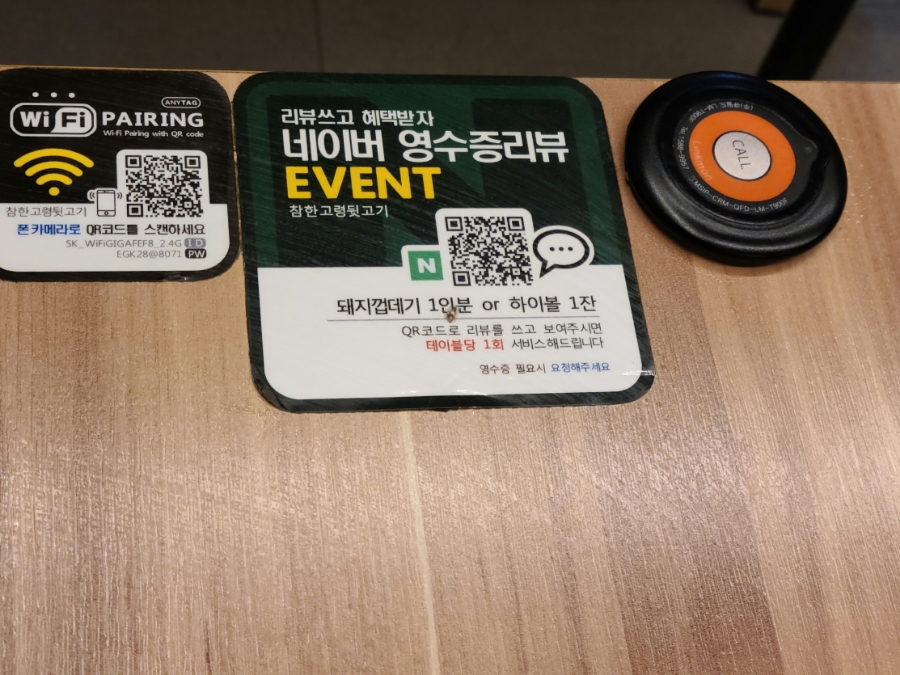 ANYTAG
WiFi PAIRING
Wi-Fi Pairing with QR code
참한고령뒷고기
폰카메라로 QR코드를 스캔하세요
SK_WiFiGIGAFEF8_2.4G ID
EGK28@8071 PW
리뷰쓰고 혜택받자
네이버 영수증리뷰
EVENT
참한고령뒷고기
N
돼지껍데기 1인분 or 하이볼 1잔
QR코드로 리뷰를 쓰고 보여주시면
테이블당 1회 서비스해드립니다
영수증 필요시 요청해주세요
CALL